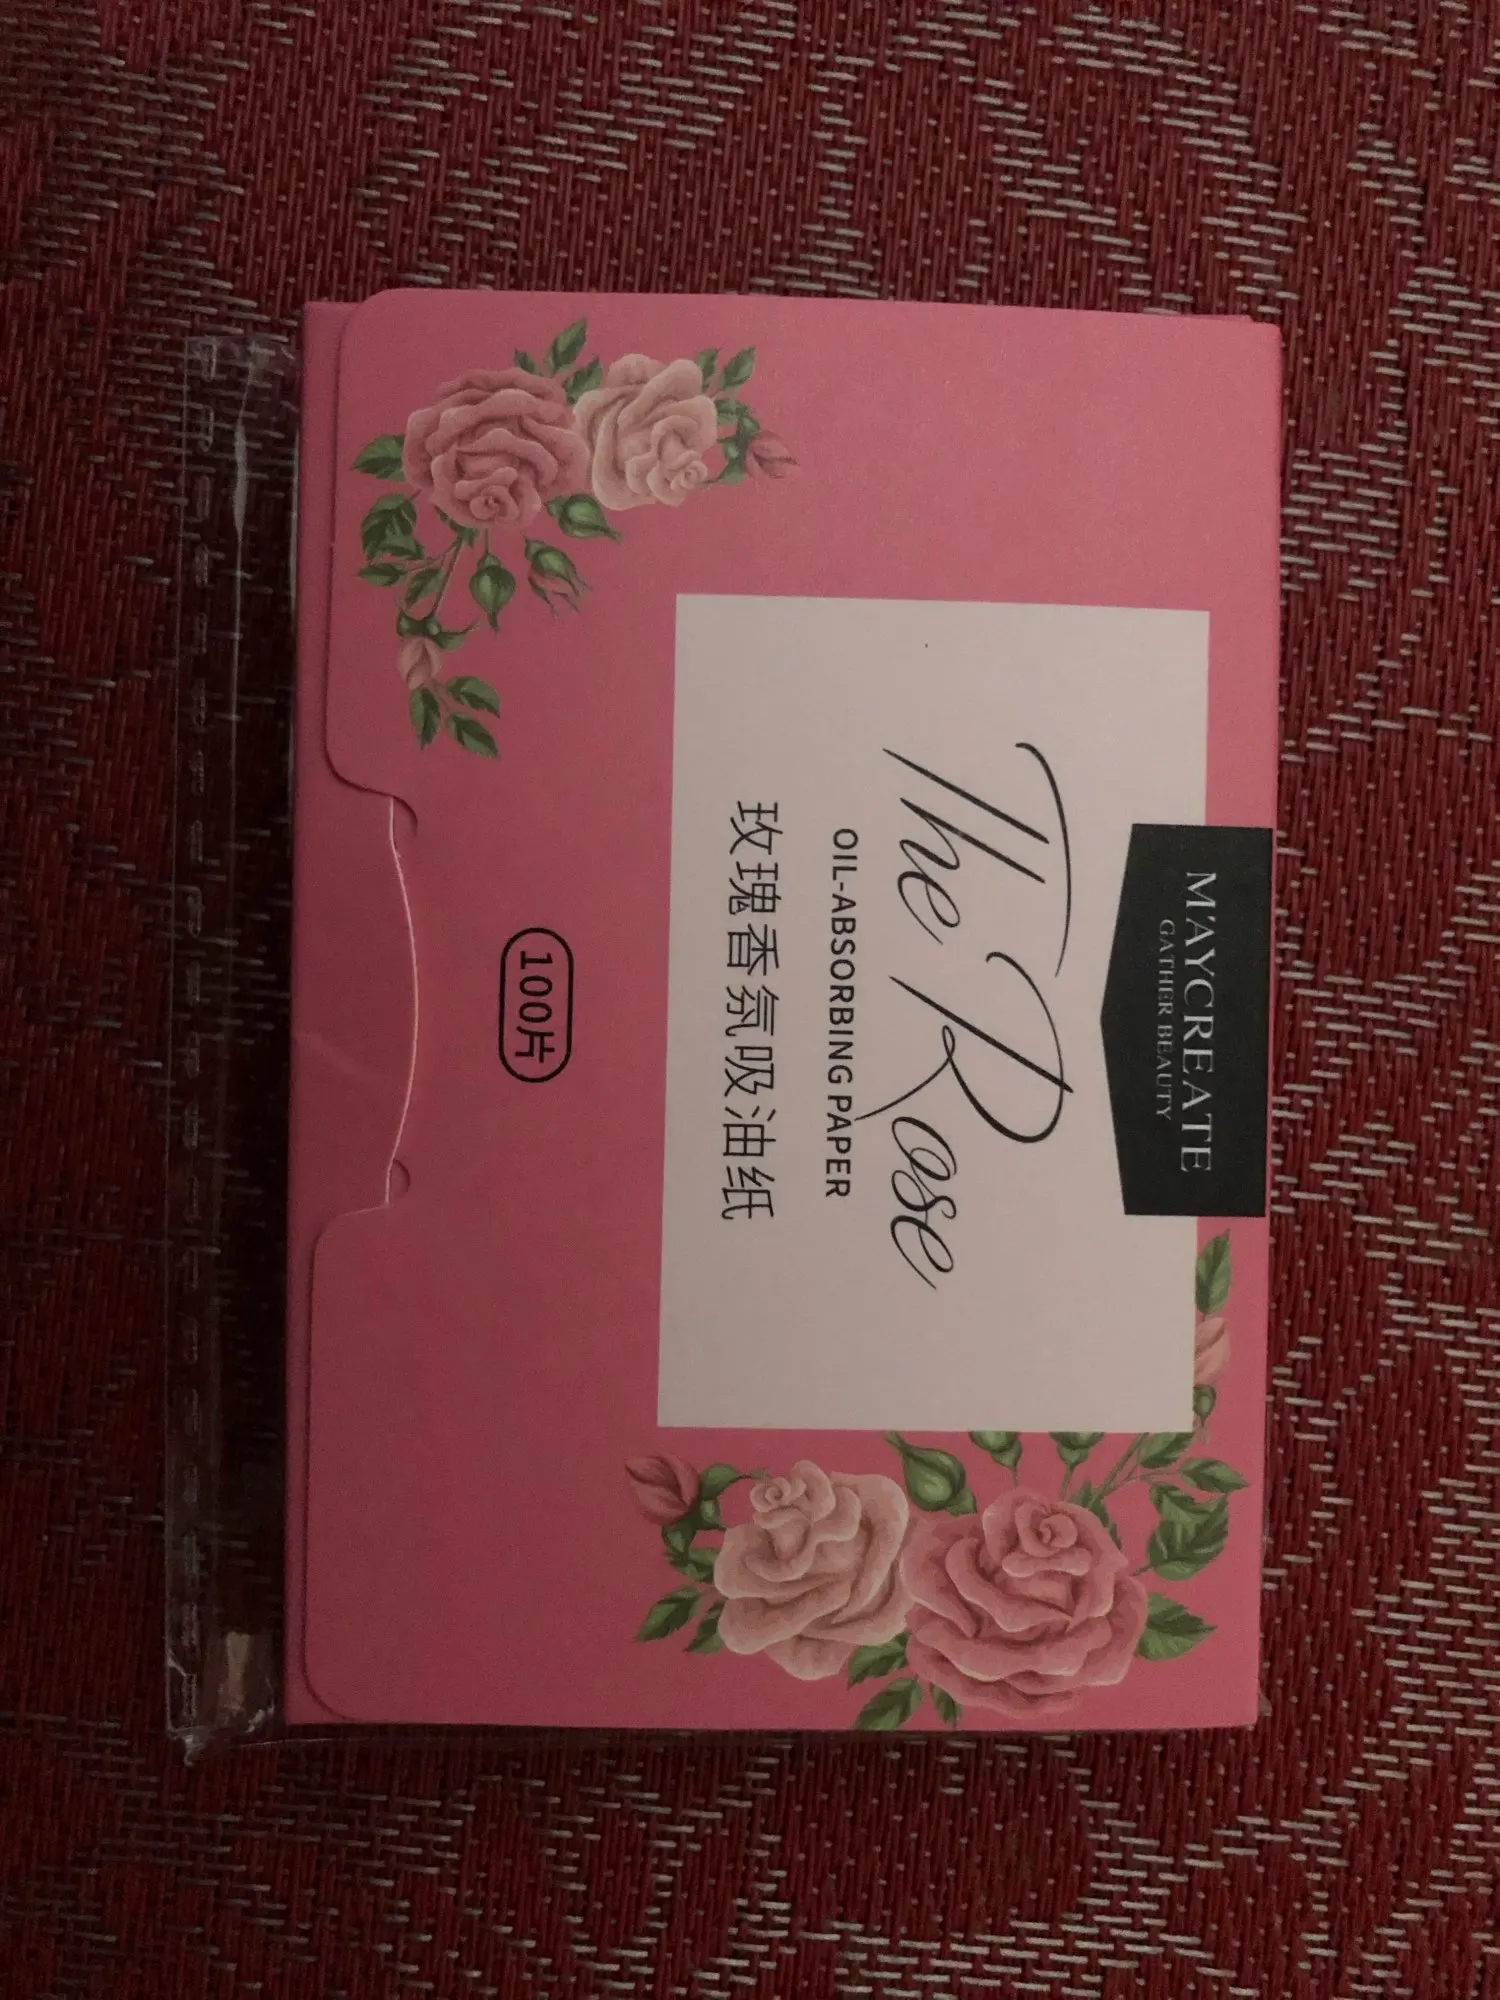 M'AYCREATE
GATHER BEAUTY
The Rose
OIL-ABSORBING PAPER
玫瑰香氛吸油纸
100片